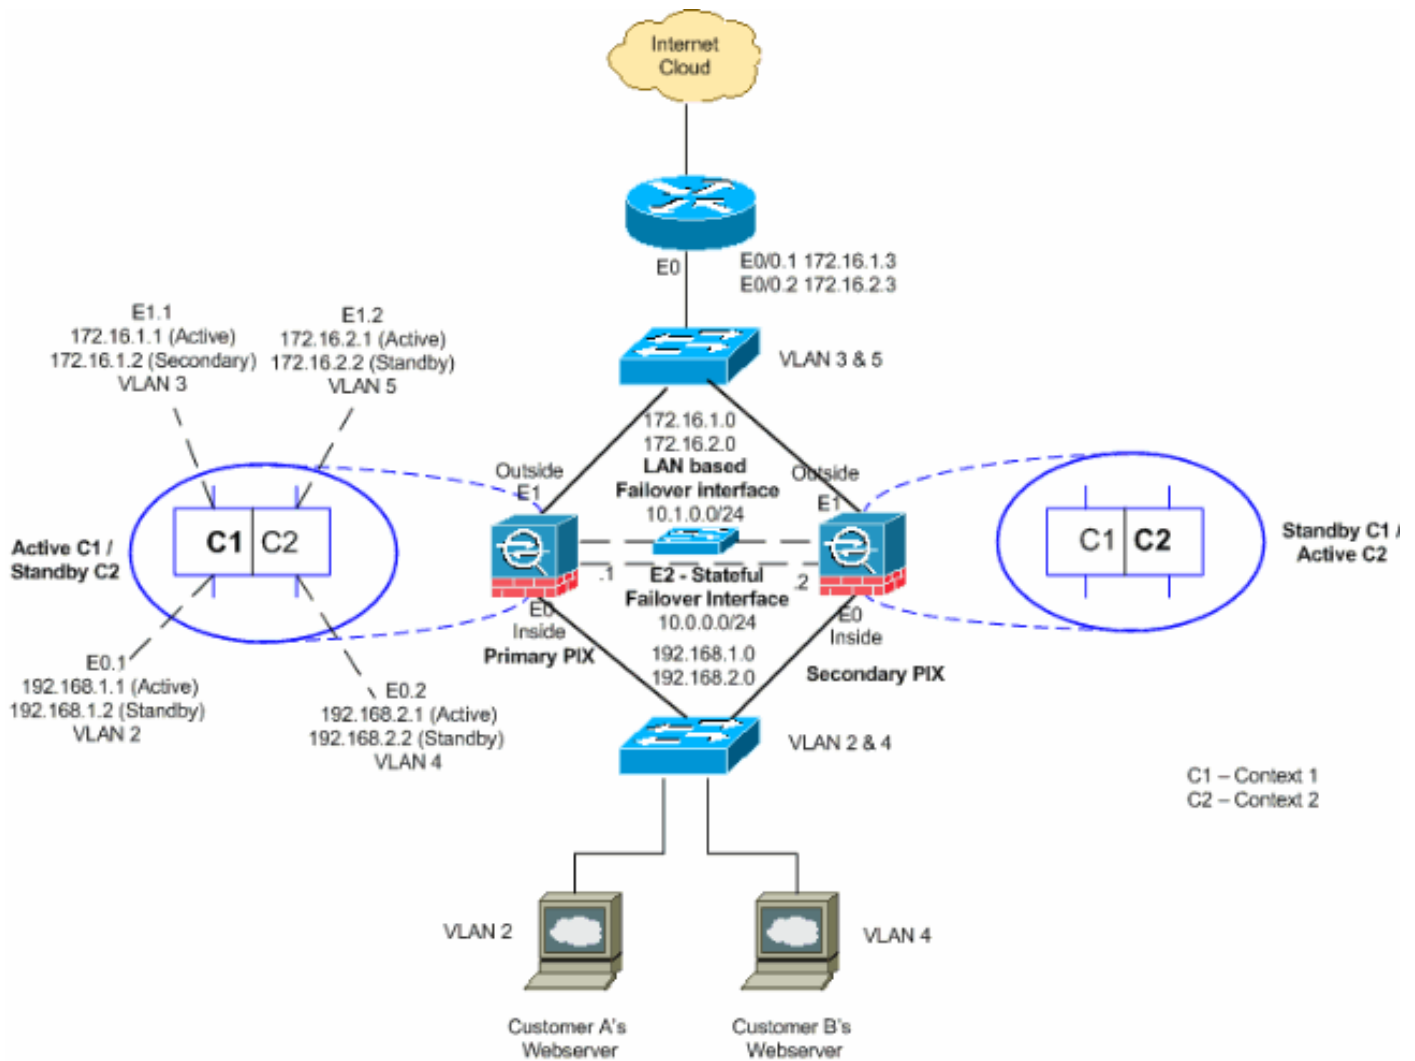 Internet
Cloud
E0
E0/0.1 172.16.1.3
E0/0.2 172.16.2.3
VLAN 3 & 5
E1.1
172.16.1.1 (Active)
172.16.1.2 (Secondary)
VLAN 3
E1.2
172.16.2.1 (Active)
172.16.2.2 (Standby)
VLAN 5
172.16.1.0
172.16.2.0
LAN based
Failover interface
10.1.0.0/24
Outside
E1
Outside
E1
Active C1 /
Standby C2
C1
C2
C1
C2
Standby C1 /
Active C2
.1
.2
E2 - Stateful
Failover Interface
10.0.0.0/24
E0
Inside
Primary PIX
E0
Inside
Secondary PIX
192.168.1.0
192.168.2.0
E0.1
192.168.1.1 (Active)
192.168.1.2 (Standby)
VLAN 2
E0.2
192.168.2.1 (Active)
192.168.2.2 (Standby)
VLAN 4
VLAN 2 & 4
C1 – Context 1
C2 – Context 2
VLAN 2
VLAN 4
Customer A's
Webserver
Customer B's
Webserver